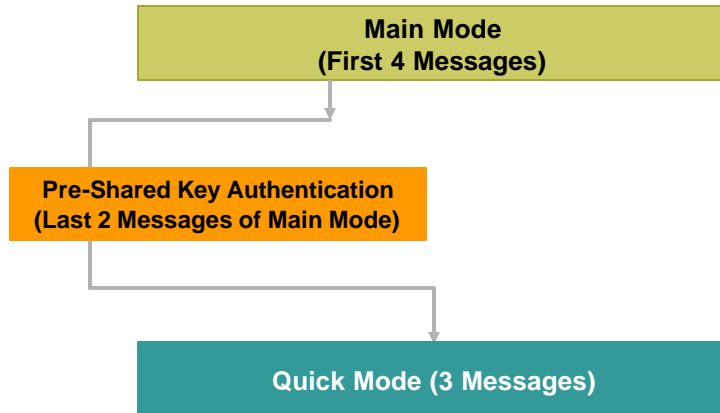 Main Mode
(First 4 Messages)
Pre-Shared Key Authentication
(Last 2 Messages of Main Mode)
Quick Mode (3 Messages)